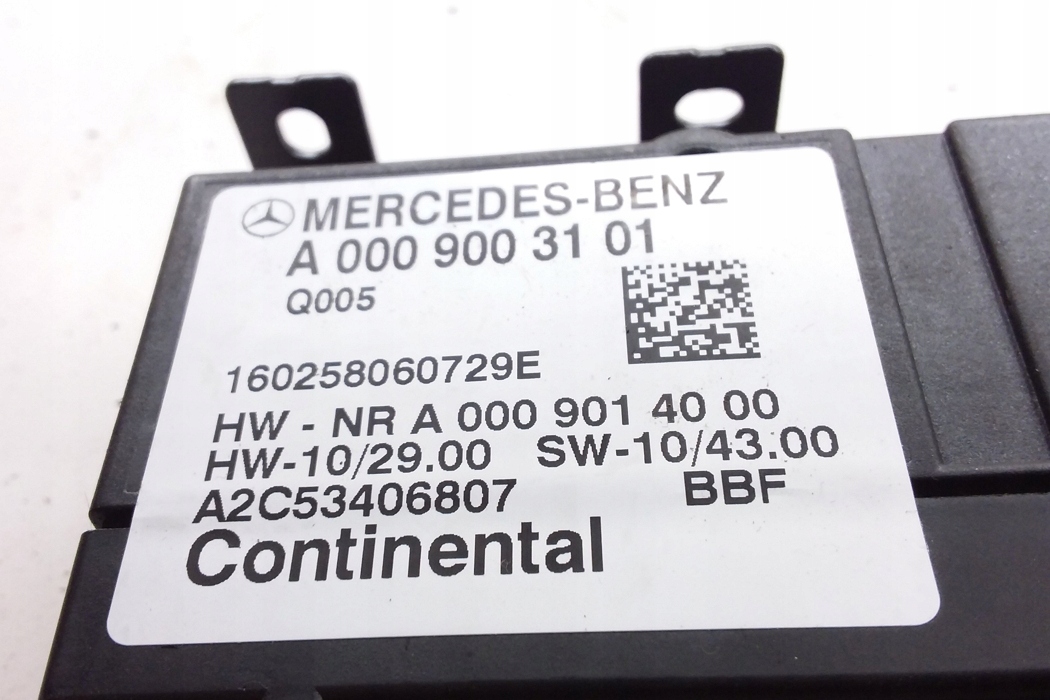 MERCEDES-BENZ
A 000 900 31 01
Q005
160258060729E
HW - NR A 000 901 40 00
HW-10/29.00 SW-10/43.00
A2C53406807 BBF
Continental